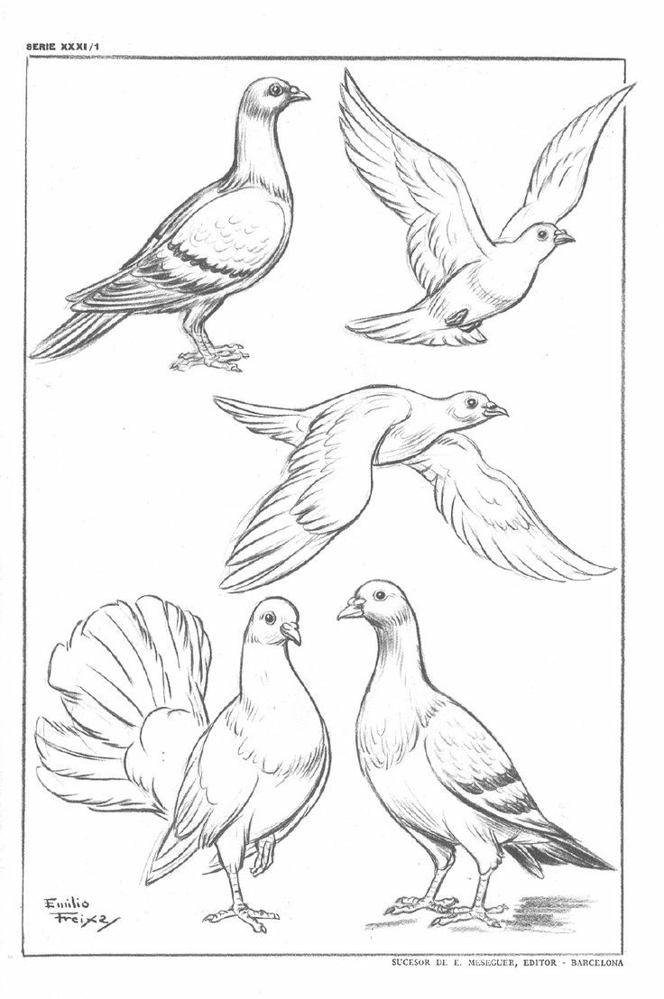 SERIE XXXI/1
Emilio
Freixas
SUCESOR DE E. MESEGUER, EDITOR - BARCELONA